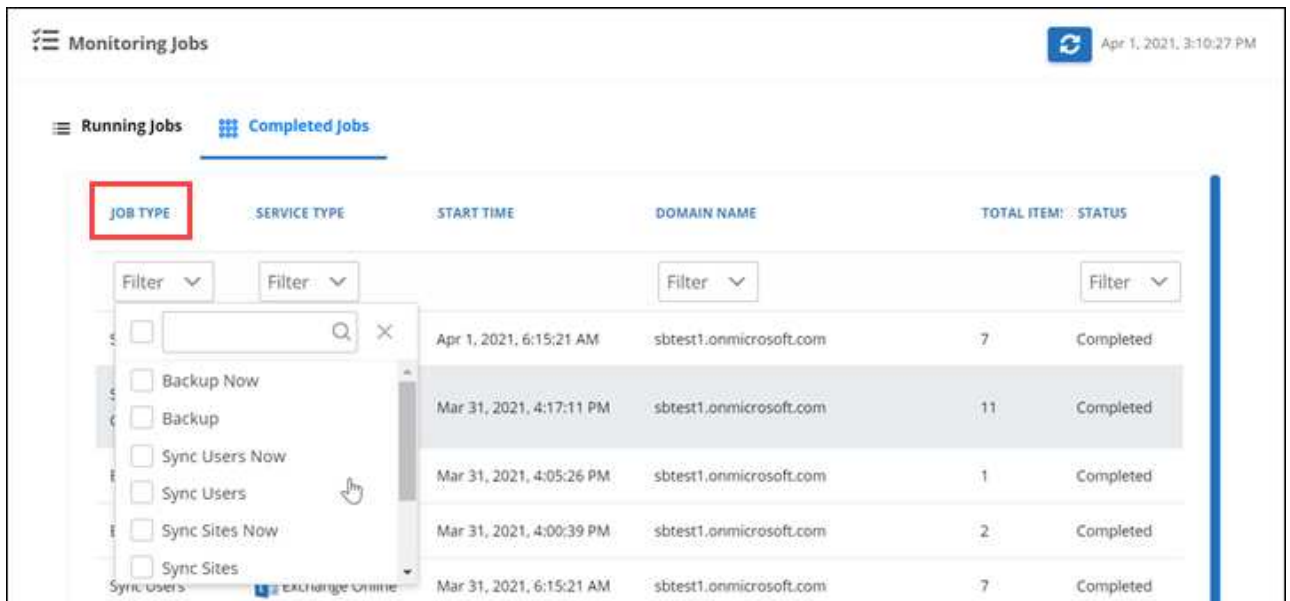 Monitoring Jobs Apr 1, 2021, 3:10:27 PM
Running Jobs Completed Jobs
JOB TYPE SERVICE TYPE START TIME DOMAIN NAME TOTAL ITEM: STATUS
Filter Filter Filter Filter
Apr 1, 2021, 6:15:21 AM sbtest1.onmicrosoft.com 7 Completed
Backup Now
Mar 31, 2021, 4:17:11 PM sbtest1.onmicrosoft.com 11 Completed
Backup
Sync Users Now
Mar 31, 2021, 4:05:26 PM sbtest1.onmicrosoft.com 1 Completed
Sync Users
Sync Sites Now Mar 31, 2021, 4:00:39 PM sbtest1.onmicrosoft.com 2 Completed
Sync Sites
Sync Users Exchange Online Mar 31, 2021, 6:15:21 AM sbtest1.onmicrosoft.com 7 Completed